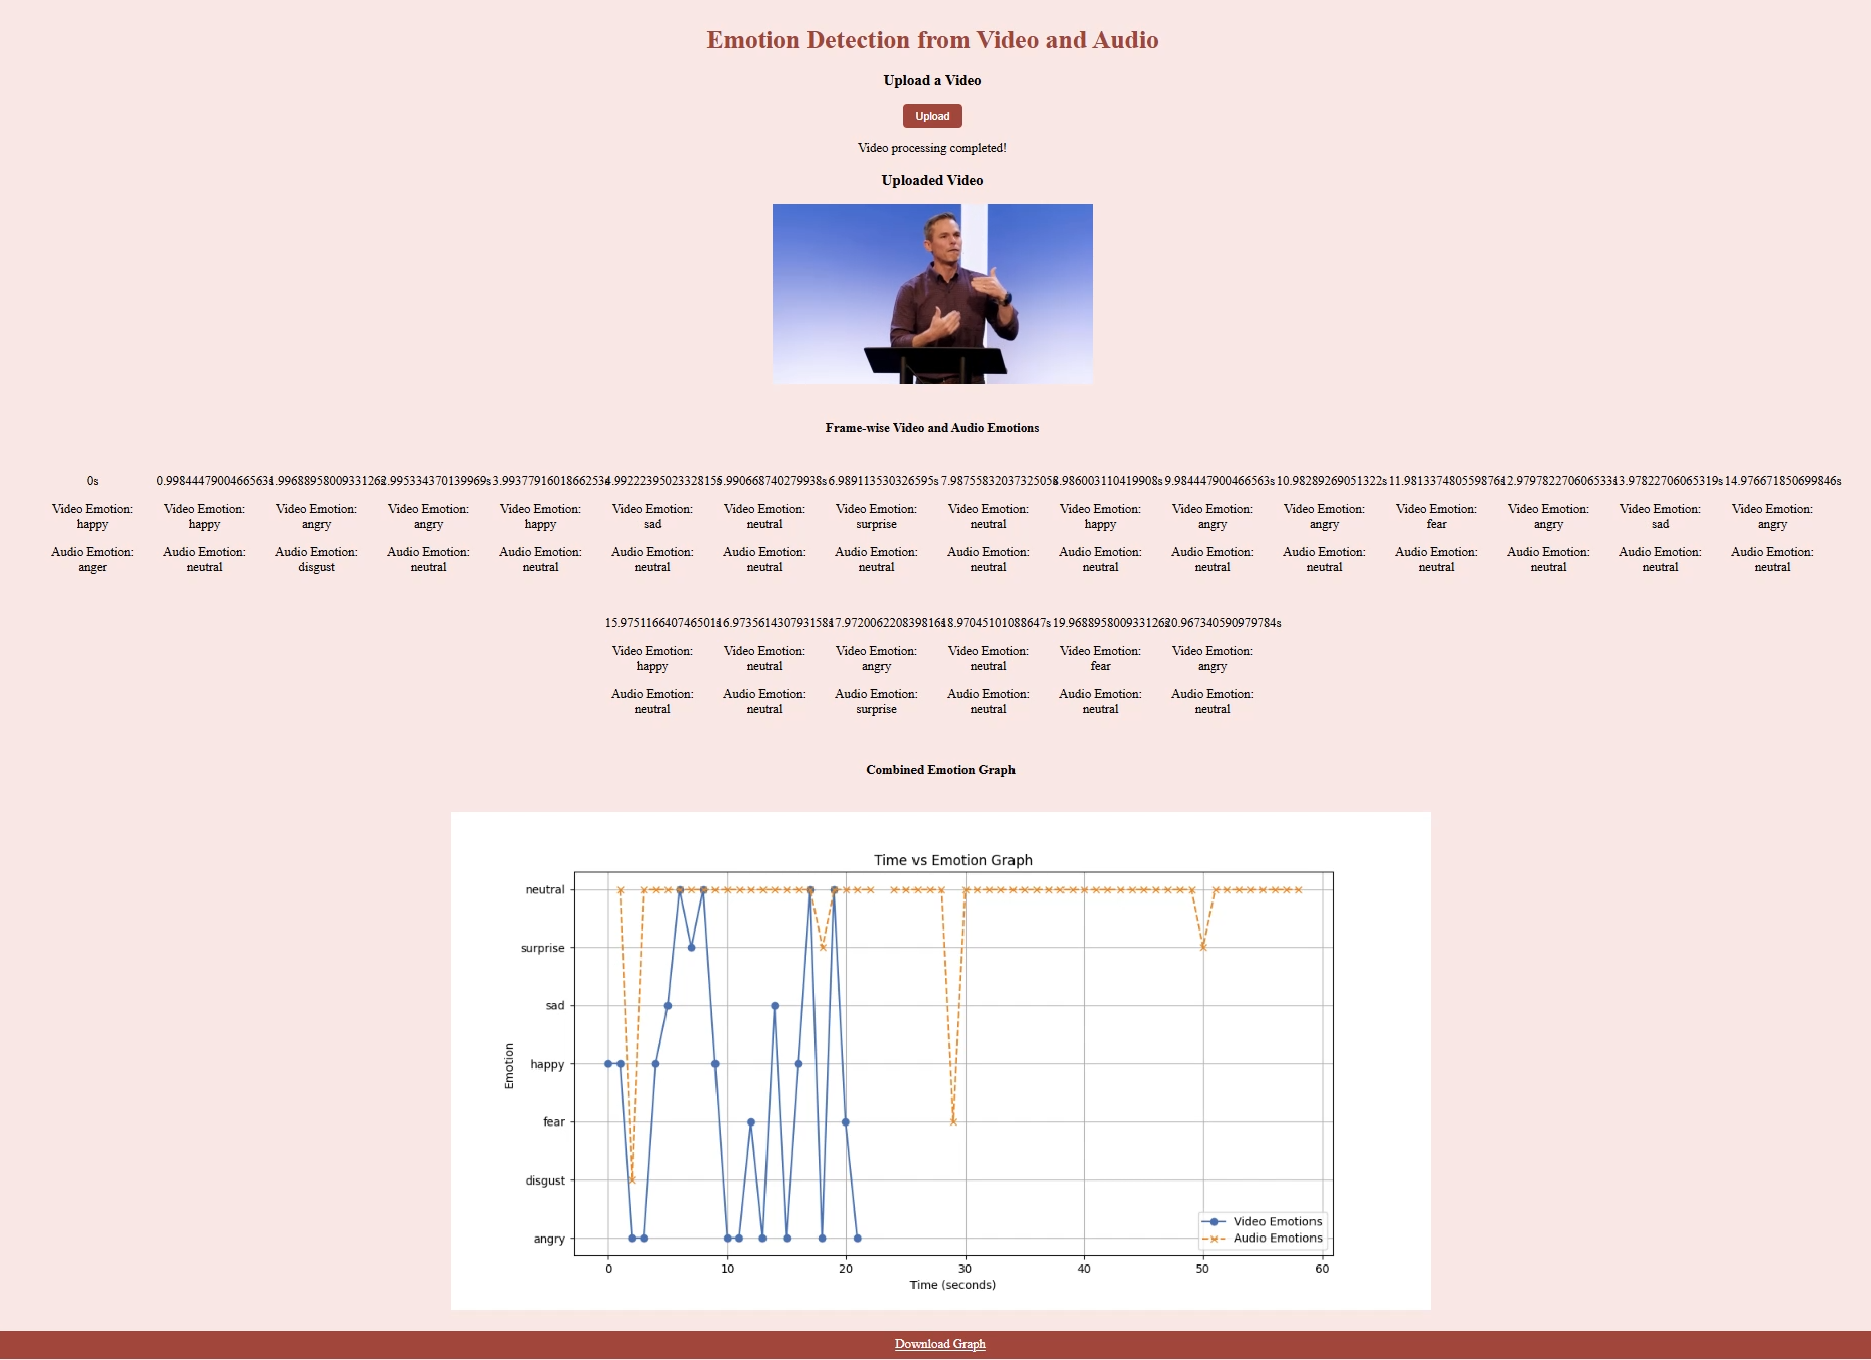 Emotion Detection from Video and Audio
Upload a Video
Upload
Video processing completed!
Uploaded Video
Frame-wise Video and Audio Emotions
0s 0.9984447900466563s 1.9968895800933126s 2.995334370139969s 3.9937791601866253s 4.9922239502332815s 5.990668740279938s 6.989113530326595s 7.9875583203732505s 8.986003110419908s 9.984447900466563s 10.98289269051322s 11.981337480559876s 12.979782270606533s 13.97822706065319s 14.976671850699846s
Video Emotion: Video Emotion: Video Emotion: Video Emotion: Video Emotion: Video Emotion: Video Emotion: Video Emotion: Video Emotion: Video Emotion: Video Emotion: Video Emotion: Video Emotion: Video Emotion: Video Emotion: Video Emotion:
happy happy angry angry happy sad neutral surprise neutral happy angry angry fear angry sad angry
Audio Emotion: Audio Emotion: Audio Emotion: Audio Emotion: Audio Emotion: Audio Emotion: Audio Emotion: Audio Emotion: Audio Emotion: Audio Emotion: Audio Emotion: Audio Emotion: Audio Emotion: Audio Emotion: Audio Emotion: Audio Emotion:
anger neutral disgust neutral neutral neutral neutral neutral neutral neutral neutral neutral neutral neutral neutral neutral
15.975116640746501s 16.973561430793158s 17.972006220839816s 18.97045101088647s 19.968895800933126s 20.967340590979784s
Video Emotion: Video Emotion: Video Emotion: Video Emotion: Video Emotion: Video Emotion:
happy neutral angry neutral fear angry
Audio Emotion: Audio Emotion: Audio Emotion: Audio Emotion: Audio Emotion: Audio Emotion:
neutral neutral surprise neutral neutral neutral
Combined Emotion Graph
Time vs Emotion Graph
neutral
surprise
sad
happy
fear
disgust
angry
Emotion
Video Emotions
Audio Emotions
0 10 20 30 40 50 60
Time (seconds)
Download Graph